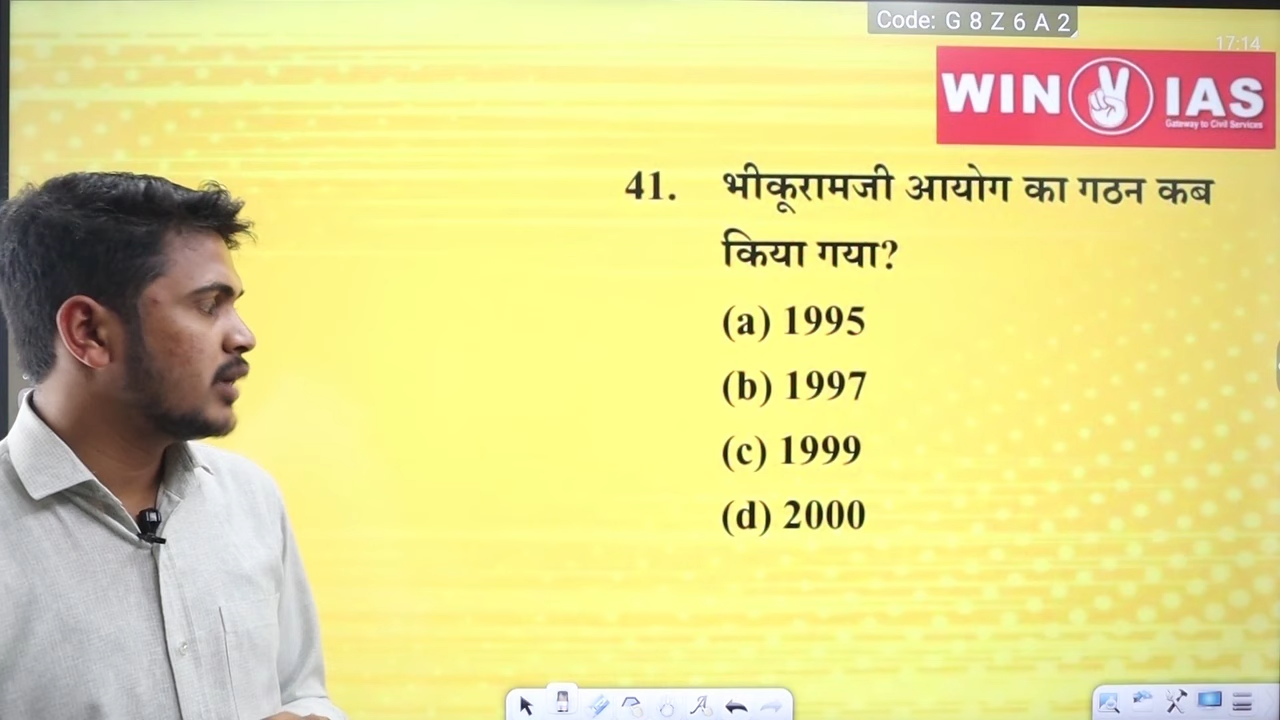 Code: G 8 Z 6 A 2
17:14
WIN IAS
Gateway to Civil Services
41. भीकूरामजी आयोग का गठन कब
किया गया?
(a) 1995
(b) 1997
(c) 1999
(d) 2000